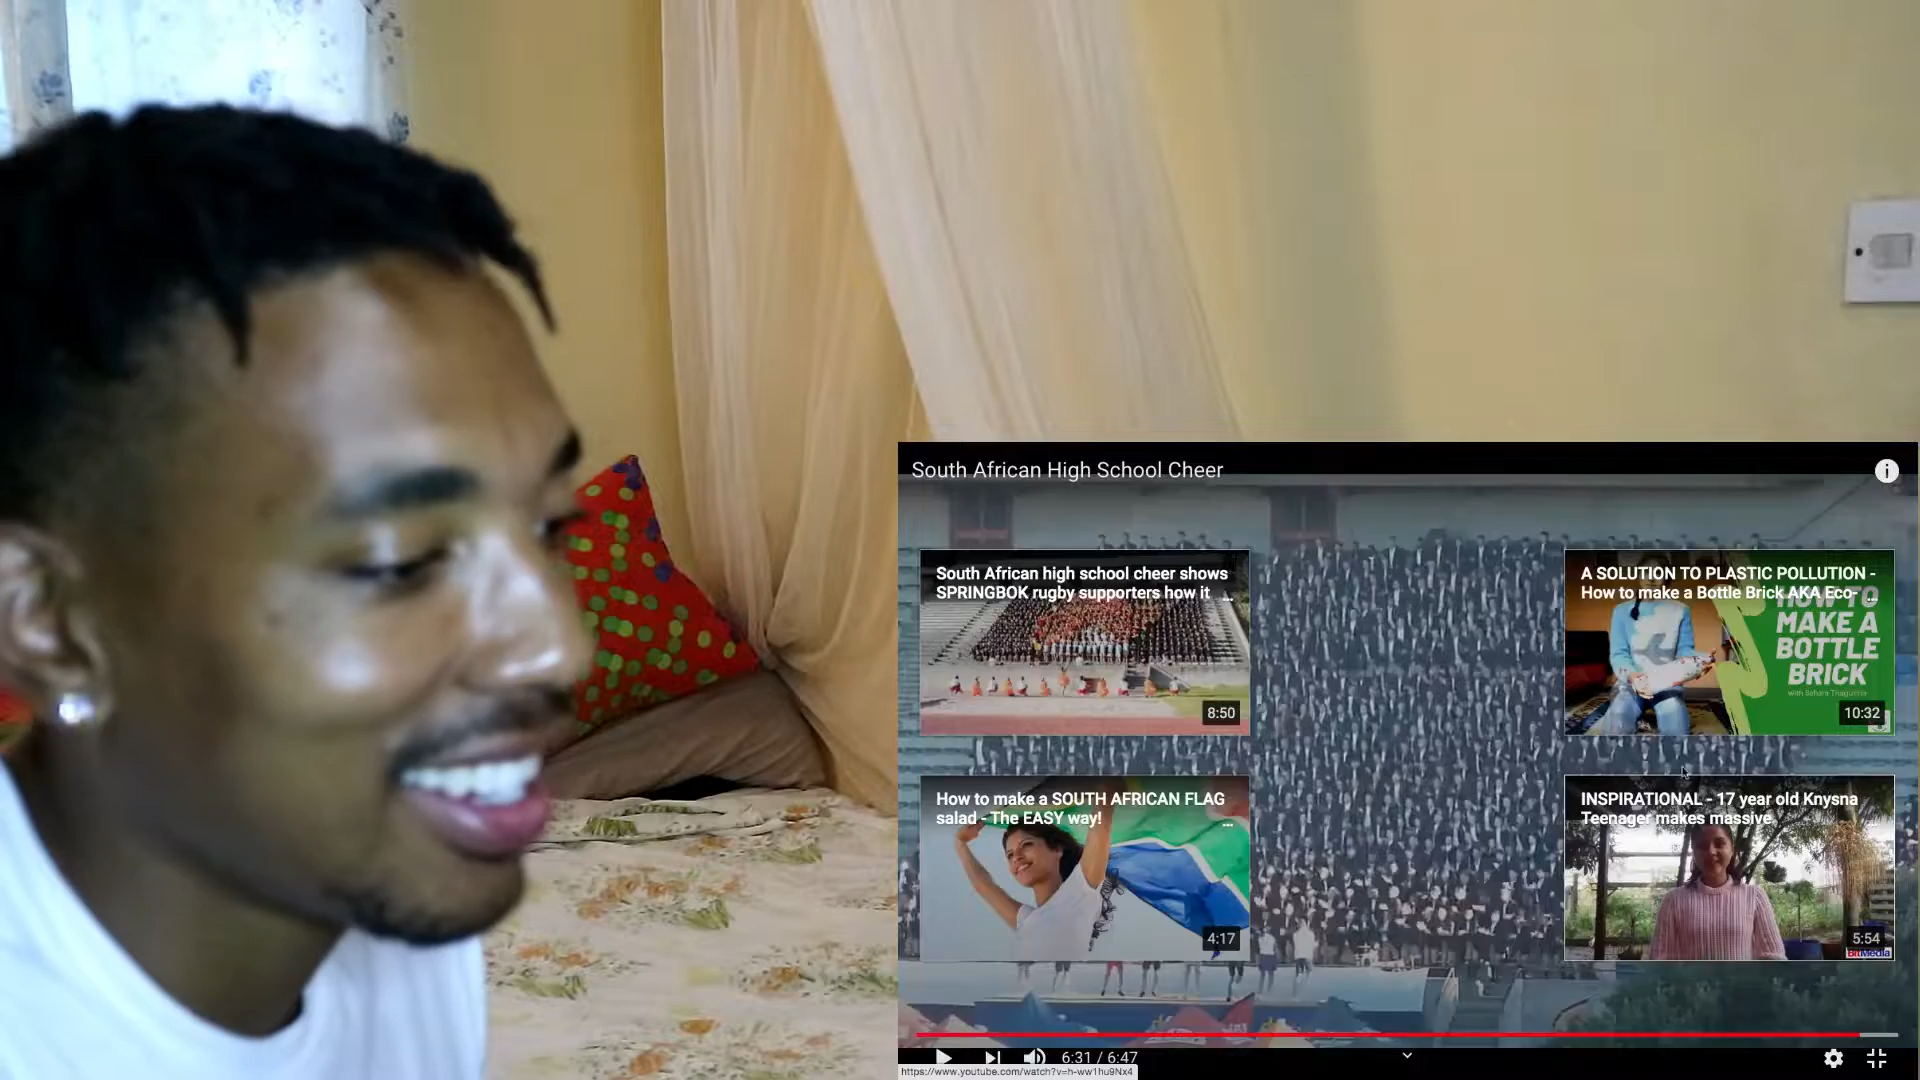 South African High School Cheer
South African high school cheer shows
SPRINGBOK rugby supporters how it ...
8:50
A SOLUTION TO PLASTIC POLLUTION -
How to make a Bottle Brick AKA Eco- ...
HOW TO
MAKE A
BOTTLE
BRICK
10:32
How to make a SOUTH AFRICAN FLAG
salad - The EASY way!
...
4:17
INSPIRATIONAL - 17 year old Knysna
Teenager makes massive
5:54
BitMedia
6:31 / 6:47
https://www.youtube.com/watch?v=h-ww1hu9Nx4